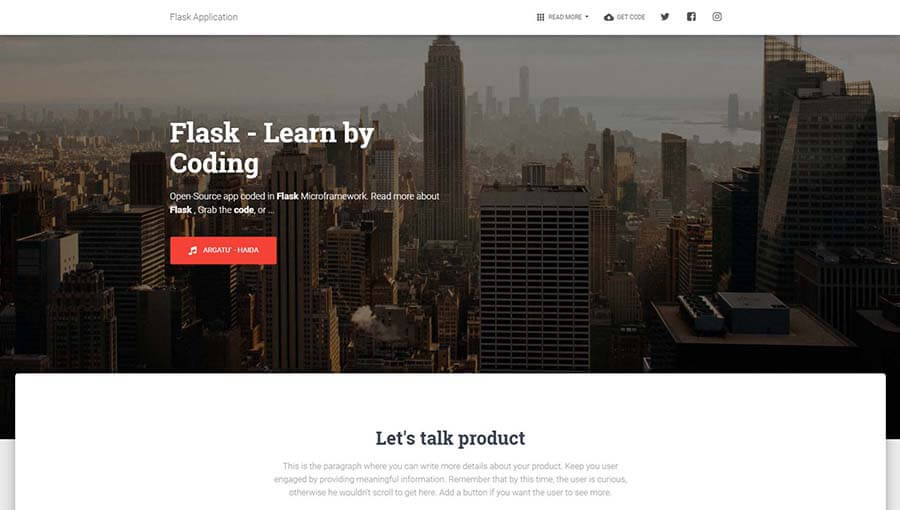 Flask Application
READ MORE
GET CODE
Flask - Learn by
Coding
Open-Source app coded in Flask Microframework. Read more about
Flask , Grab the code, or ...
ARGATU' - HAIDA
Let's talk product
This is the paragraph where you can write more details about your product. Keep you user
engaged by providing meaningful information. Remember that by this time, the user is curious,
otherwise he wouldn't scroll to get here. Add a button if you want the user to see more.